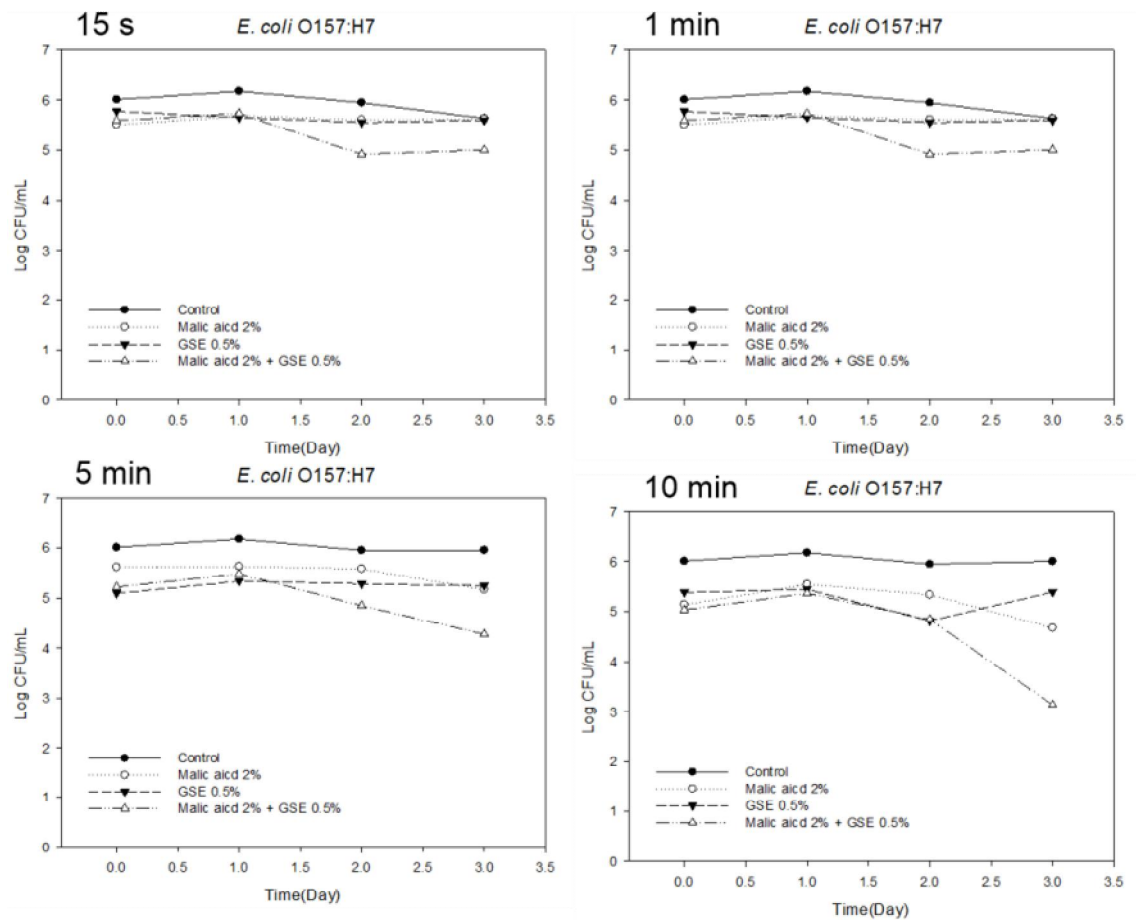 15 s E. coli O157:H7
7
6
5
4
3
2
1
0
Log CFU/mL
Control
Malic aicd 2%
GSE 0.5%
Malic aicd 2% + GSE 0.5%
0.0 0.5 1.0 1.5 2.0 2.5 3.0 3.5
Time(Day)
1 min E. coli O157:H7
7
6
5
4
3
2
1
0
Log CFU/mL
Control
Malic aicd 2%
GSE 0.5%
Malic aicd 2% + GSE 0.5%
0.0 0.5 1.0 1.5 2.0 2.5 3.0 3.5
Time(Day)
5 min E. coli O157:H7
7
6
5
4
3
2
1
0
Log CFU/mL
Control
Malic aicd 2%
GSE 0.5%
Malic aicd 2% + GSE 0.5%
0.0 0.5 1.0 1.5 2.0 2.5 3.0 3.5
Time(Day)
10 min E. coli O157:H7
7
6
5
4
3
2
1
0
Log CFU/mL
Control
Malic aicd 2%
GSE 0.5%
Malic aicd 2% + GSE 0.5%
0.0 0.5 1.0 1.5 2.0 2.5 3.0 3.5
Time(Day)